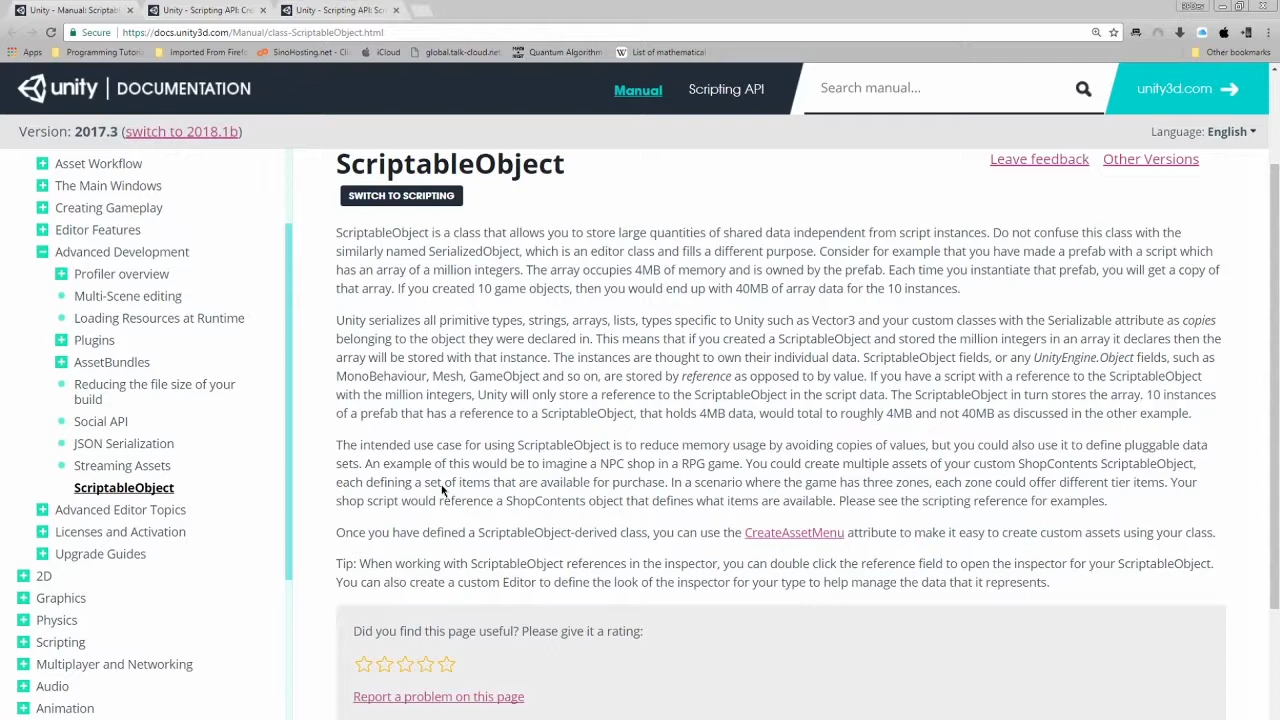 Unity - Manual: Scriptabl
Unity - Scripting API: Cre
Unity - Scripting API: Scr
Secure
https://docs.unity3d.com/Manual/class-ScriptableObject.html
Apps
Programming Tuto
Imported From Firefo
SinoHosting.net - Cli
iCloud
global.talk-cloud.net
Quantum Algorithm
List of mathematical
Other bookmarks
unity | DOCUMENTATION
Manual
Scripting API
Search manual...
unity3d.com
Version: 2017.3 (switch to 2018.1b)
Language: English
Asset Workflow
The Main Windows
Creating Gameplay
Editor Features
Advanced Development
Profiler overview
Multi-Scene editing
Loading Resources at Runtime
Plugins
AssetBundles
Reducing the file size of your
build
Social API
JSON Serialization
Streaming Assets
ScriptableObject
Advanced Editor Topics
Licenses and Activation
Upgrade Guides
2D
Graphics
Physics
Scripting
Multiplayer and Networking
Audio
Animation
ScriptableObject
Leave feedback
Other Versions
SWITCH TO SCRIPTING
ScriptableObject is a class that allows you to store large quantities of shared data independent from script instances. Do not confuse this class with the
similarly named SerializedObject, which is an editor class and fills a different purpose. Consider for example that you have made a prefab with a script which
has an array of a million integers. The array occupies 4MB of memory and is owned by the prefab. Each time you instantiate that prefab, you will get a copy of
that array. If you created 10 game objects, then you would end up with 40MB of array data for the 10 instances.
Unity serializes all primitive types, strings, arrays, lists, types specific to Unity such as Vector3 and your custom classes with the Serializable attribute as copies
belonging to the object they were declared in. This means that if you created a ScriptableObject and stored the million integers in an array it declares then the
array will be stored with that instance. The instances are thought to own their individual data. ScriptableObject fields, or any UnityEngine.Object fields, such as
MonoBehaviour, Mesh, GameObject and so on, are stored by reference as opposed to by value. If you have a script with a reference to the ScriptableObject
with the million integers, Unity will only store a reference to the ScriptableObject in the script data. The ScriptableObject in turn stores the array. 10 instances
of a prefab that has a reference to a ScriptableObject, that holds 4MB data, would total to roughly 4MB and not 40MB as discussed in the other example.
The intended use case for using ScriptableObject is to reduce memory usage by avoiding copies of values, but you could also use it to define pluggable data
sets. An example of this would be to imagine a NPC shop in a RPG game. You could create multiple assets of your custom ShopContents ScriptableObject,
each defining a set of items that are available for purchase. In a scenario where the game has three zones, each zone could offer different tier items. Your
shop script would reference a ShopContents object that defines what items are available. Please see the scripting reference for examples.
Once you have defined a ScriptableObject-derived class, you can use the CreateAssetMenu attribute to make it easy to create custom assets using your class.
Tip: When working with ScriptableObject references in the inspector, you can double click the reference field to open the inspector for your ScriptableObject.
You can also create a custom Editor to define the look of the inspector for your type to help manage the data that it represents.
Did you find this page useful? Please give it a rating:
Report a problem on this page